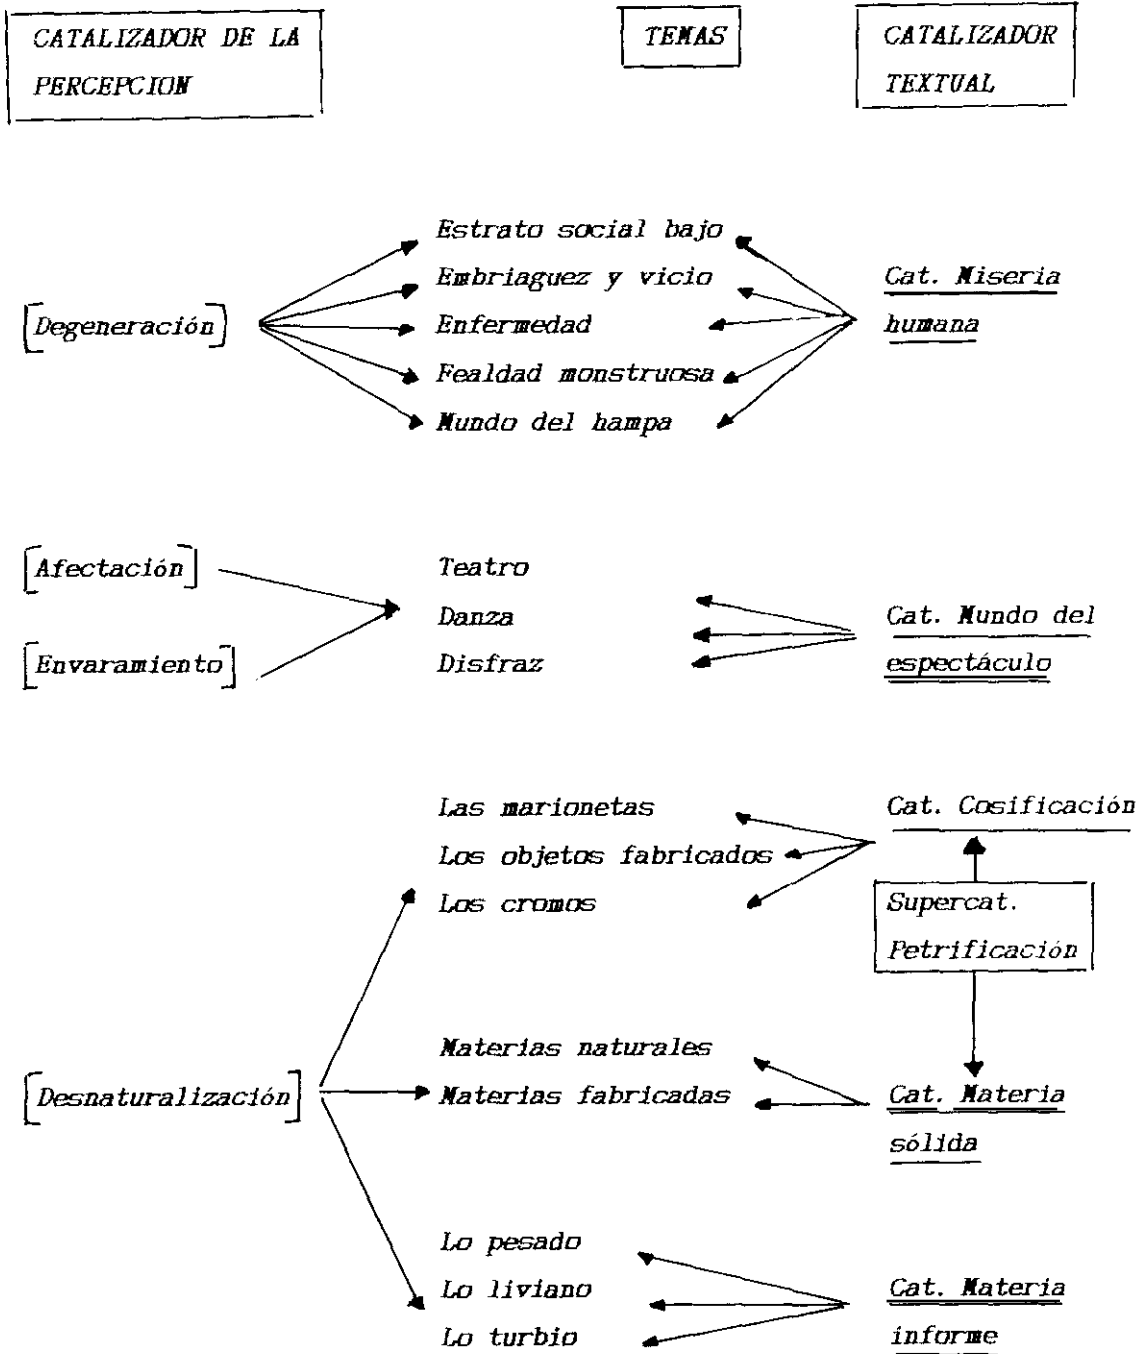 CATALIZADOR DE LA
PERCEPCION
TEMAS
CATALIZADOR
TEXTUAL
[Degeneración]
Estrato social bajo
Embriaguez y vicio
Enfermedad
Fealdad monstruosa
Mundo del hampa
Cat. Miseria
humana
[Afectación]
[Envaramiento]
Teatro
Danza
Disfraz
Cat. Mundo del
espectáculo
[Desnaturalización]
Las marionetas
Los objetos fabricados
Los cromos
Cat. Cosificación
Supercat.
Petrificación
Materias naturales
Materias fabricadas
Cat. Materia
sólida
Lo pesado
Lo liviano
Lo turbio
Cat. Materia
informe